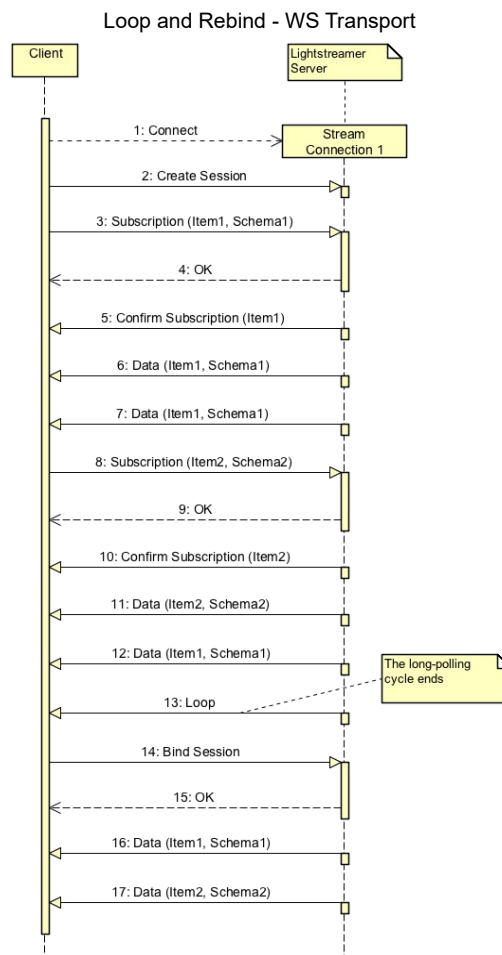 Loop and Rebind - WS Transport
Client
Lightstreamer
Server
1: Connect
Stream
Connection 1
2: Create Session
3: Subscription (Item1, Schema1)
4: OK
5: Confirm Subscription (Item1)
6: Data (Item1, Schema1)
7: Data (Item1, Schema1)
8: Subscription (Item2, Schema2)
9: OK
10: Confirm Subscription (Item2)
11: Data (Item2, Schema2)
12: Data (Item1, Schema1)
The long-polling
cycle ends
13: Loop
14: Bind Session
15: OK
16: Data (Item1, Schema1)
17: Data (Item2, Schema2)